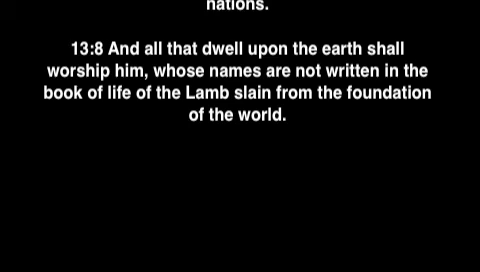 nations.
13:8 And all that dwell upon the earth shall
worship him, whose names are not written in the
book of life of the Lamb slain from the foundation
of the world.